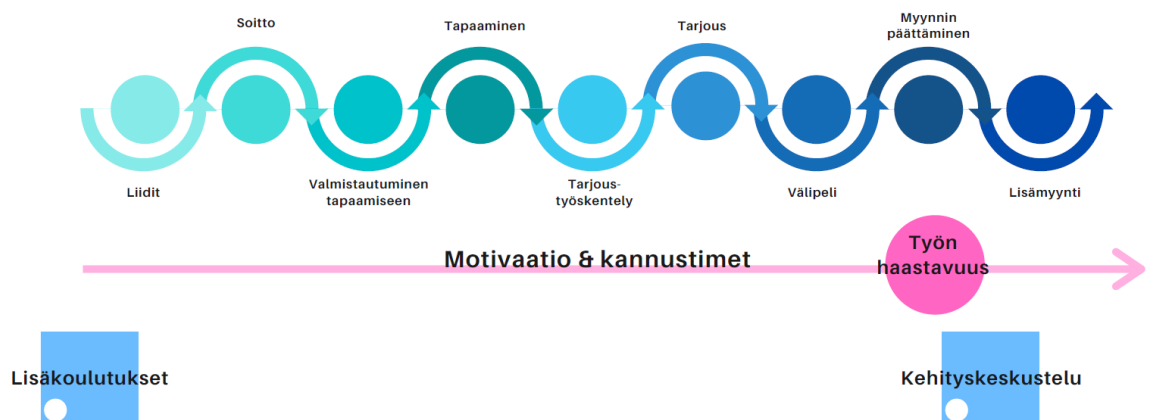 Soitto
Tapaaminen
Tarjous
Myynnin
päättäminen
Liidit
Valmistautuminen
tapaamiseen
Tarjous-
työskentely
Välipeli
Lisämyynti
Motivaatio & kannustimet
Työn
haastavuus
Lisäkoulutukset
Kehityskeskustelu